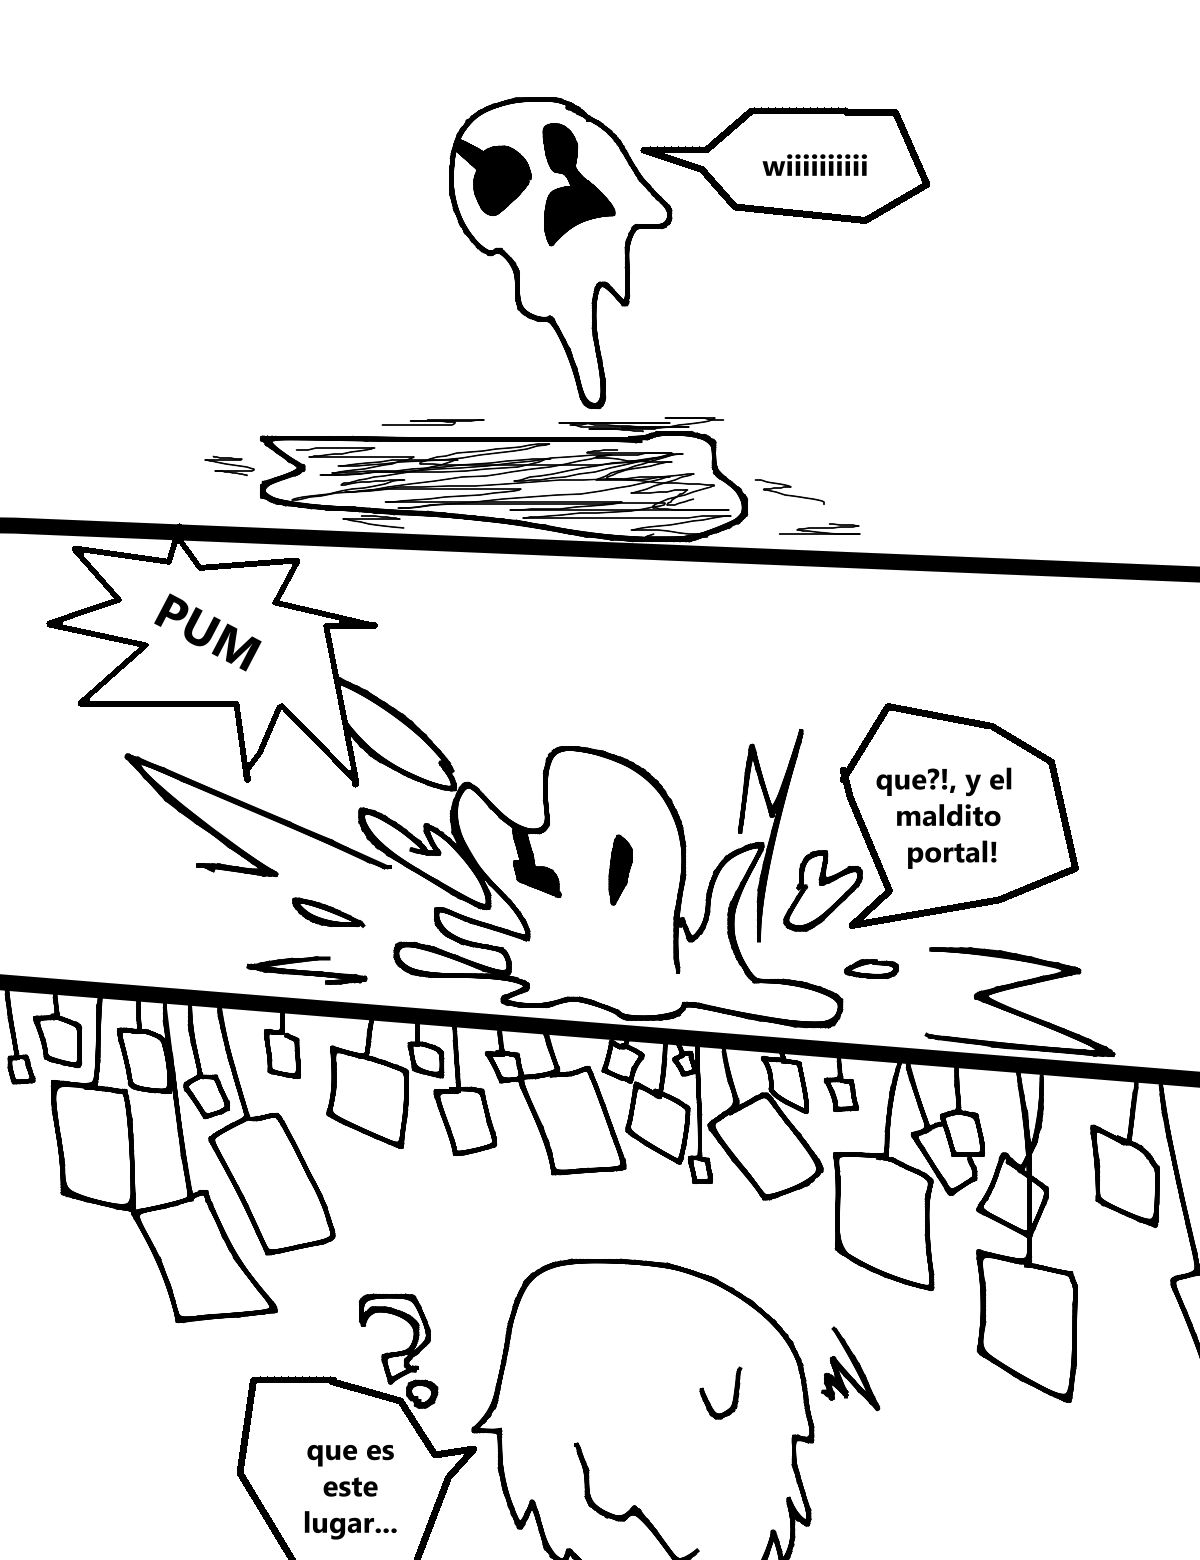 wiiiiiiiiii
PUM
que?!, y el
maldito
portal!
?
que es
este
lugar...